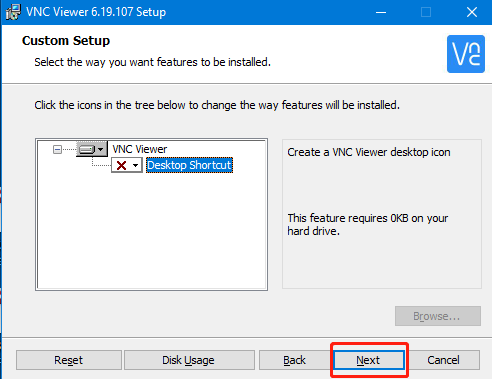 VNC Viewer 6.19.107 Setup
Custom Setup
Select the way you want features to be installed.
Click the icons in the tree below to change the way features will be installed.
VNC Viewer
Desktop Shortcut
Create a VNC Viewer desktop icon
This feature requires 0KB on your
hard drive.
Browse...
Reset
Disk Usage
Back
Next
Cancel